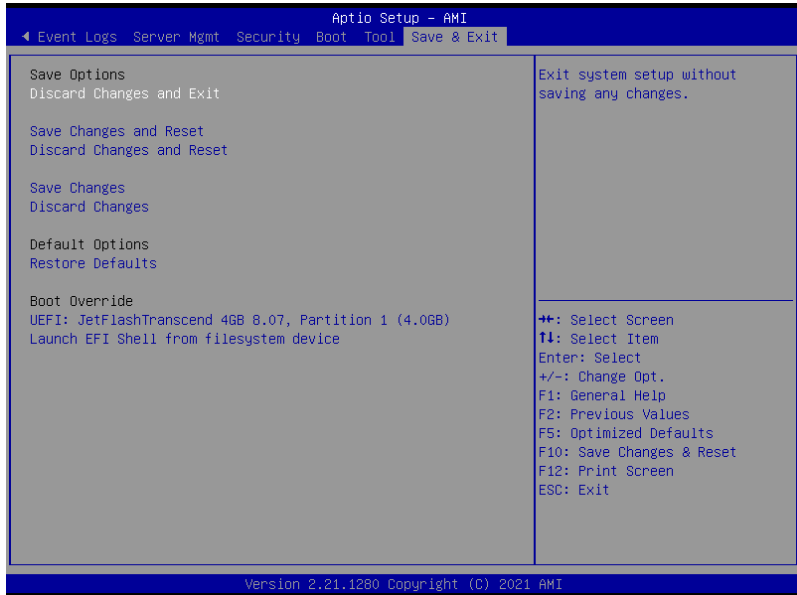 Aptio Setup – AMI
◄ Event Logs Server Mgmt Security Boot Tool Save & Exit
Save Options
Discard Changes and Exit
Save Changes and Reset
Discard Changes and Reset
Save Changes
Discard Changes
Default Options
Restore Defaults
Boot Override
UEFI: JetFlashTranscend 4GB 8.07, Partition 1 (4.0GB)
Launch EFI Shell from filesystem device
Exit system setup without
saving any changes.
→←: Select Screen
↑↓: Select Item
Enter: Select
+/-: Change Opt.
F1: General Help
F2: Previous Values
F5: Optimized Defaults
F10: Save Changes & Reset
F12: Print Screen
ESC: Exit
Version 2.21.1280 Copyright (C) 2021 AMI